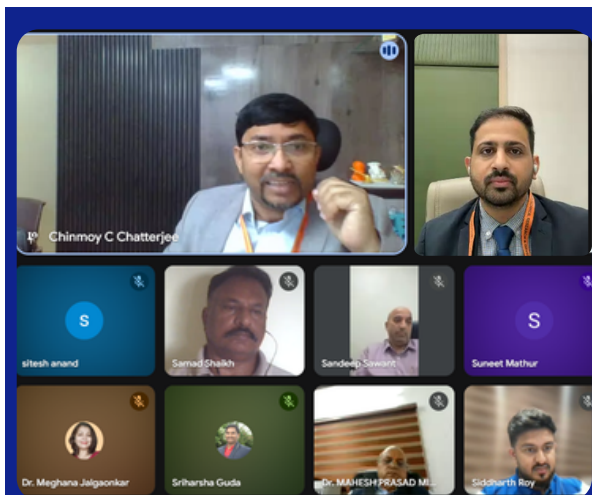 Chinmoy C Chatterjee
S
sitesh anand
Samad Shaikh
Sandeep Sawant
S
Suneet Mathur
Dr. Meghana Jalgaonkar
Sriharsha Guda
Dr. MAHESH PRASAD MI...
Siddharth Roy